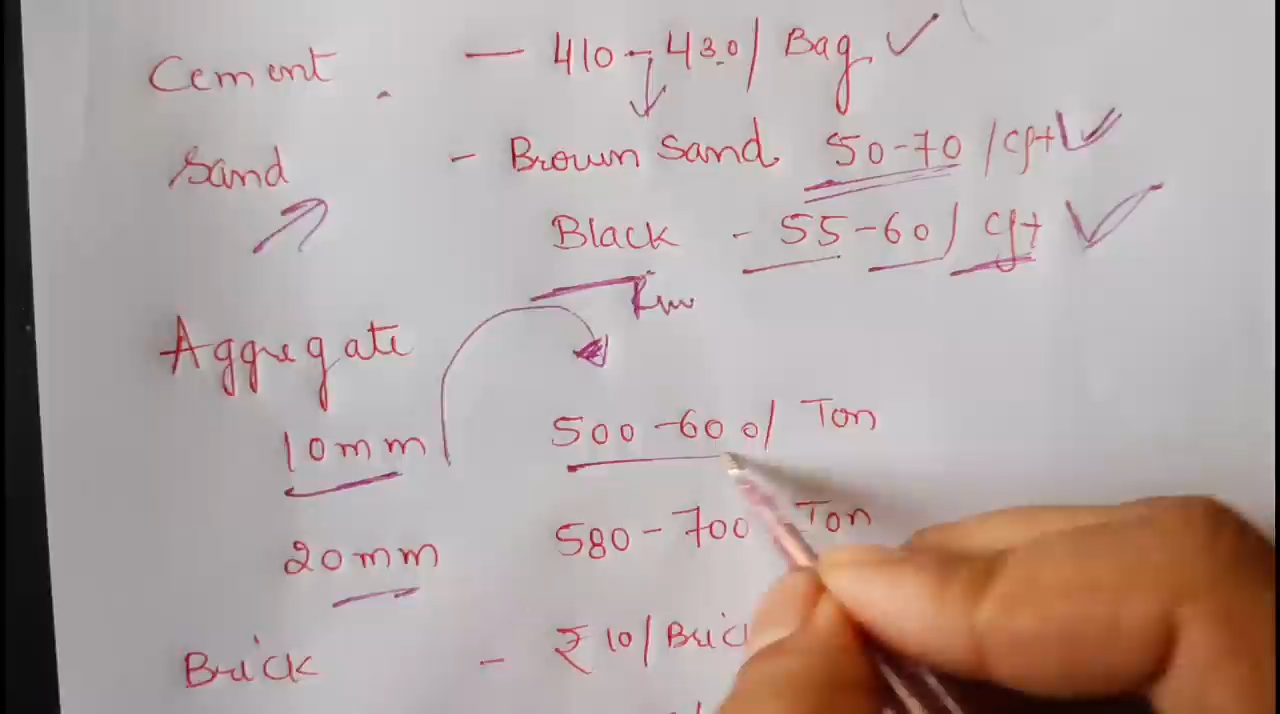 Cement. - 410-430/ Bag
Sand - Brown Sand 50-70/cft
Black - 55-60/cft
Aggregate
10mm 500-600/ Ton
20mm 580-700 Ton
Brick - ₹10/Bric